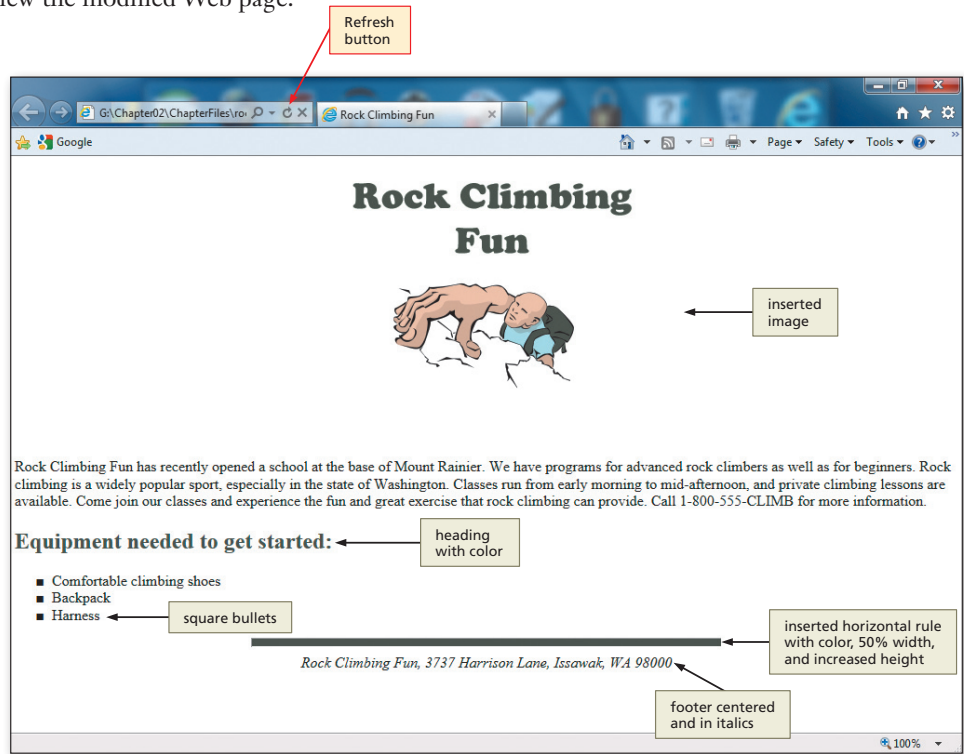 iew the modified Web page.
Refresh
button
G:\Chapter02\ChapterFiles\ro
Rock Climbing Fun
Google
Page
Safety
Tools
Rock Climbing
Fun
inserted
image
Rock Climbing Fun has recently opened a school at the base of Mount Rainier. We have programs for advanced rock climbers as well as for beginners. Rock
climbing is a widely popular sport, especially in the state of Washington. Classes run from early morning to mid-afternoon, and private climbing lessons are
available. Come join our classes and experience the fun and great exercise that rock climbing can provide. Call 1-800-555-CLIMB for more information.
Equipment needed to get started:
heading
with color
■ Comfortable climbing shoes
■ Backpack
■ Harness
square bullets
inserted horizontal rule
with color, 50% width,
and increased height
Rock Climbing Fun, 3737 Harrison Lane, Issawak, WA 98000
footer centered
and in italics
100%